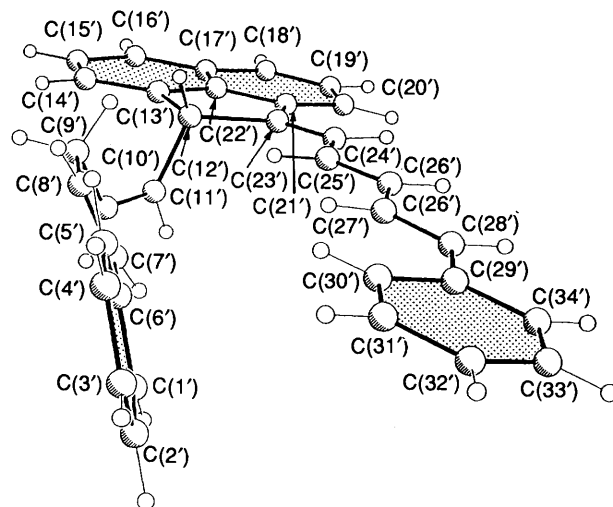 C(16′)
C(17′)
C(18′)
C(15′)
C(19′)
C(20′)
C(14′)
C(13′)
C(9′)
C(22′)
C(24′)
C(10′)
C(12′)
C(26′)
C(8′)
C(11′)
C(23′)
C(25′)
C(21′)
C(26′)
C(27′)
C(28′)
C(5′)
C(7′)
C(29′)
C(30′)
C(4′)
C(34′)
C(6′)
C(31′)
C(3′)
C(1′)
C(32′)
C(33′)
C(2′)